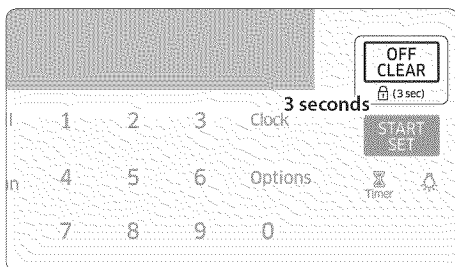 OFF
CLEAR
(3 sec)
3 seconds
1 2 3 Clock
START
SET
4 5 6 Options
Timer
7 8 9 0